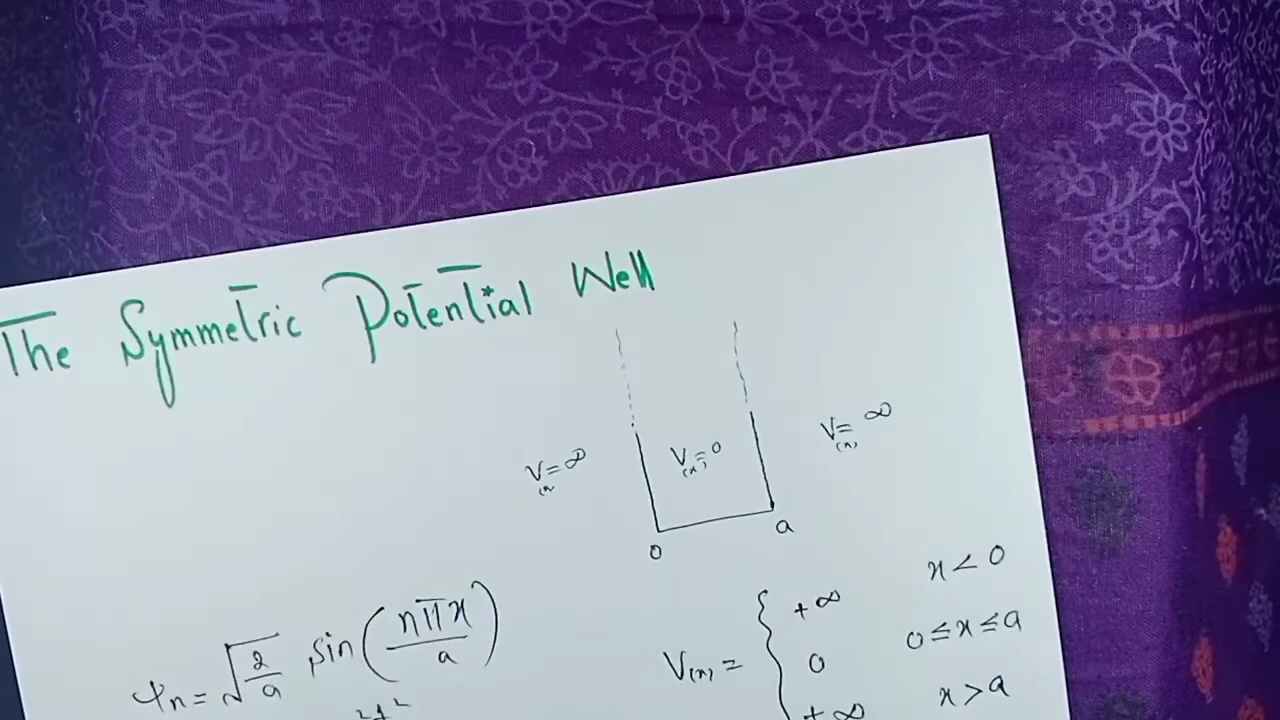 The Symmetric Potential Well
V(x) = ∞
V(x) = 0
V(x) = ∞
0
a
ψn = √(2/a) sin(nπx/a)
V(x) = { +∞ x < 0
0 0 ≤ x ≤ a
+∞ x > a